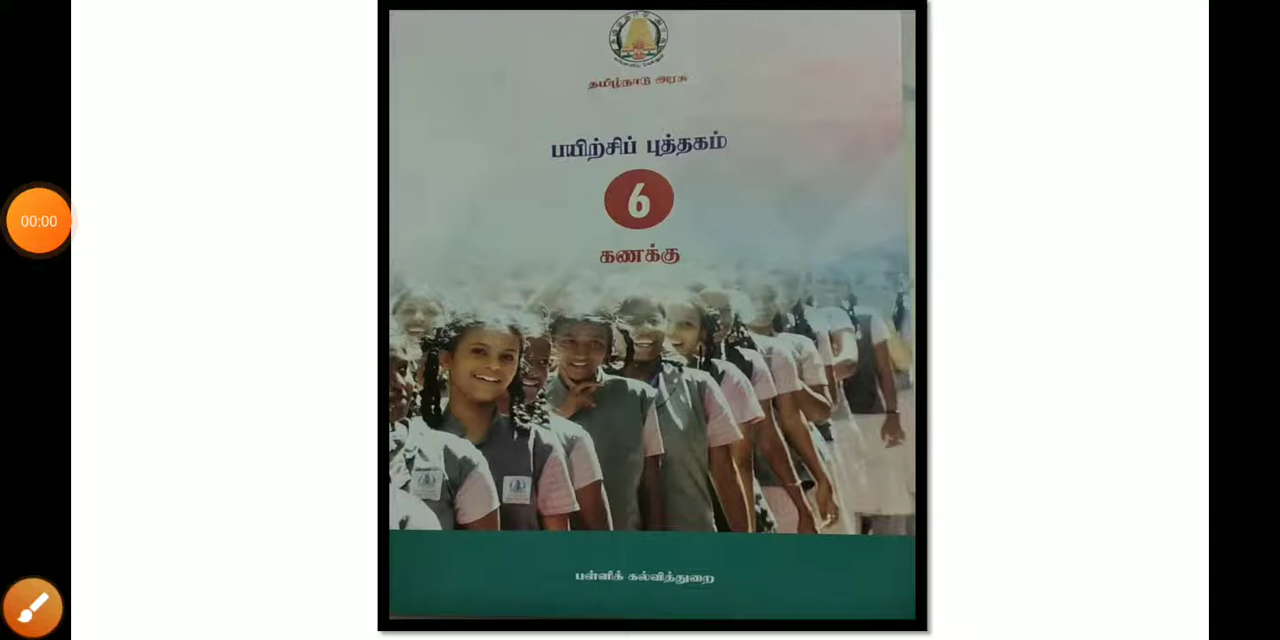 தமிழ்நாடு அரசு
பயிற்சிப் புத்தகம்
6
கணக்கு
00:00
பள்ளிக் கல்வித்துறை